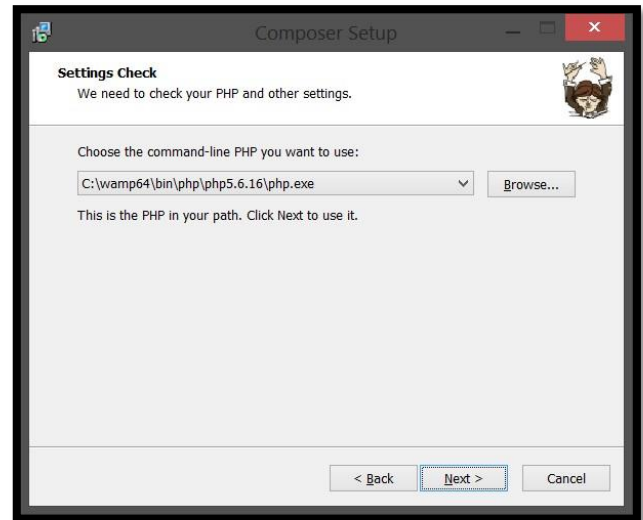 Composer Setup
Settings Check
We need to check your PHP and other settings.
Choose the command-line PHP you want to use:
C:\wamp64\bin\php\php5.6.16\php.exe
Browse...
This is the PHP in your path. Click Next to use it.
< Back
Next >
Cancel